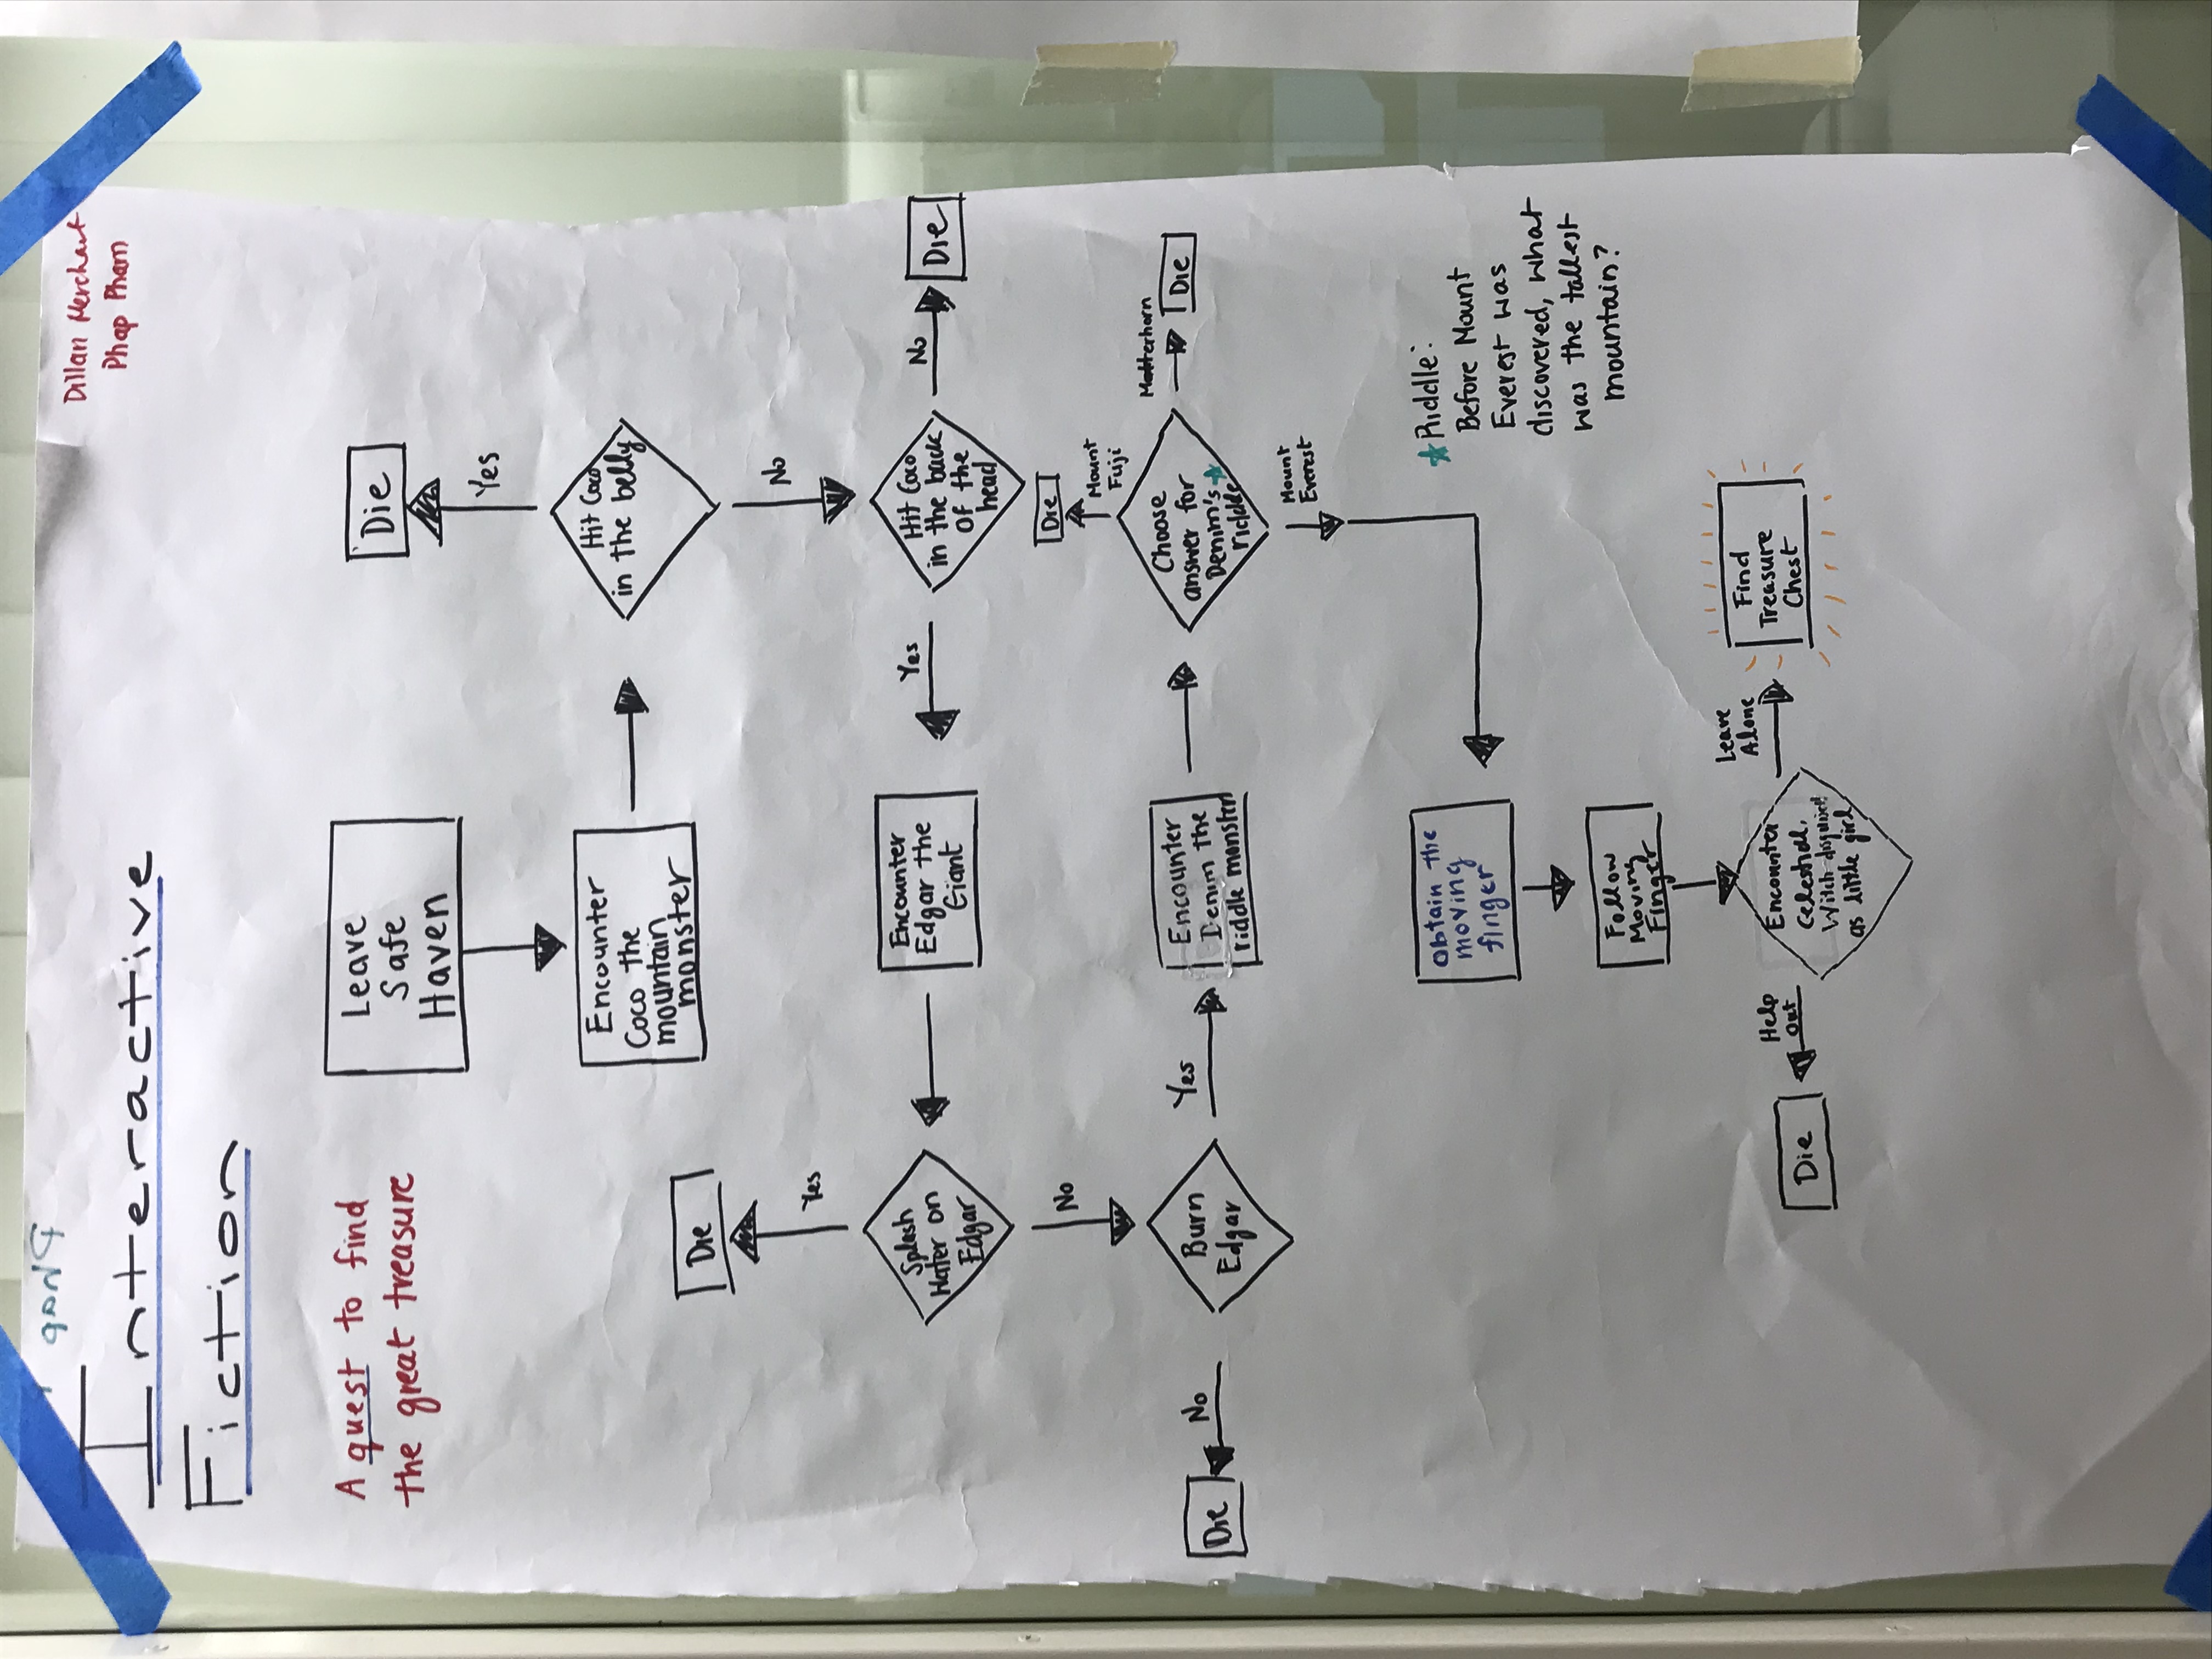 Phap
Interactive
Fiction
Dillan Merchant
Phap Pham
A quest to find
the great treasure
Leave
Safe
Haven
Die
Yes
Encounter
Coco the
mountain
monster
Hit Coco
in the belly
No
Die
Yes
Splash
Water on
Edgar
Encounter
Edgar the
Giant
Yes
Hit Coco
in the back
of the
head
No
Die
No
Die
Mount
Fuji
Die
No
Burn
Edgar
Yes
Encounter
Denim the
riddle monster
Choose
answer for
Denim's ★
riddle
Matterhorn
Die
Mount
Everest
Obtain the
moving
finger
★ Riddle:
Before Mount
Everest was
discovered, what
was the tallest
mountain?
Follow
Moving
Finger
Die
Help
Out
Encounter
Celestial,
Witch disguised
as little girl
Leave
Alone
Find
Treasure
Chest